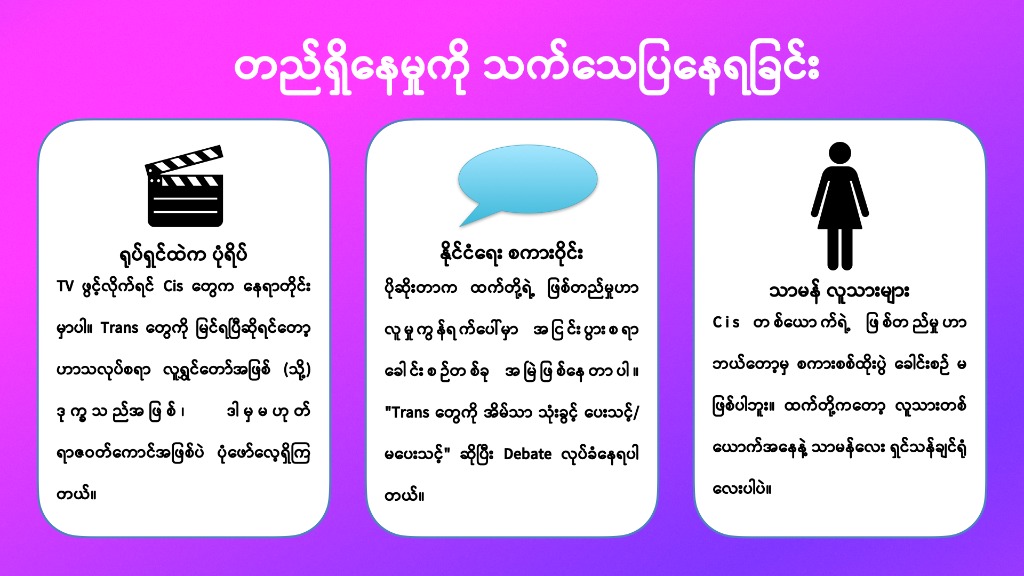 တည်ရှိနေမှုကို သက်သေပြနေရခြင်း
ရုပ်ရှင်ထဲက ပုံရိပ်
TV ဖွင့်လိုက်ရင် Cis တွေက နေရာတိုင်း
မှာပါ။ Trans တွေကို မြင်ရပြီဆိုရင်တော့
ဟာသလုပ်စရာ လူရွှင်တော်အဖြစ် (သို့)
ဒုက္ခသည်အဖြစ်၊ ဒါမှမဟုတ်
ရာဇဝတ်ကောင်အဖြစ်ပဲ ပုံဖော်လေ့ရှိကြ
တယ်။
နိုင်ငံရေး စကားဝိုင်း
ပိုဆိုးတာက ထက်တို့ရဲ့ ဖြစ်တည်မှုဟာ
လူမှုကွန်ရက်ပေါ်မှာ အငြင်းပွားစရာ
ခေါင်းစဉ်တစ်ခု အမြဲဖြစ်နေတာပါ။
"Trans တွေကို အိမ်သာ သုံးခွင့် ပေးသင့်/
မပေးသင့်" ဆိုပြီး Debate လုပ်ခံနေရပါ
တယ်။
သာမန် လူသားများ
Cis တစ်ယောက်ရဲ့ ဖြစ်တည်မှုဟာ
ဘယ်တော့မှ စကားစစ်ထိုးပွဲ ခေါင်းစဉ် မ
ဖြစ်ပါဘူး။ ထက်တို့ကတော့ လူသားတစ်
ယောက်အနေနဲ့ သာမန်လေး ရှင်သန်ချင်ရုံ
လေးပါပဲ။